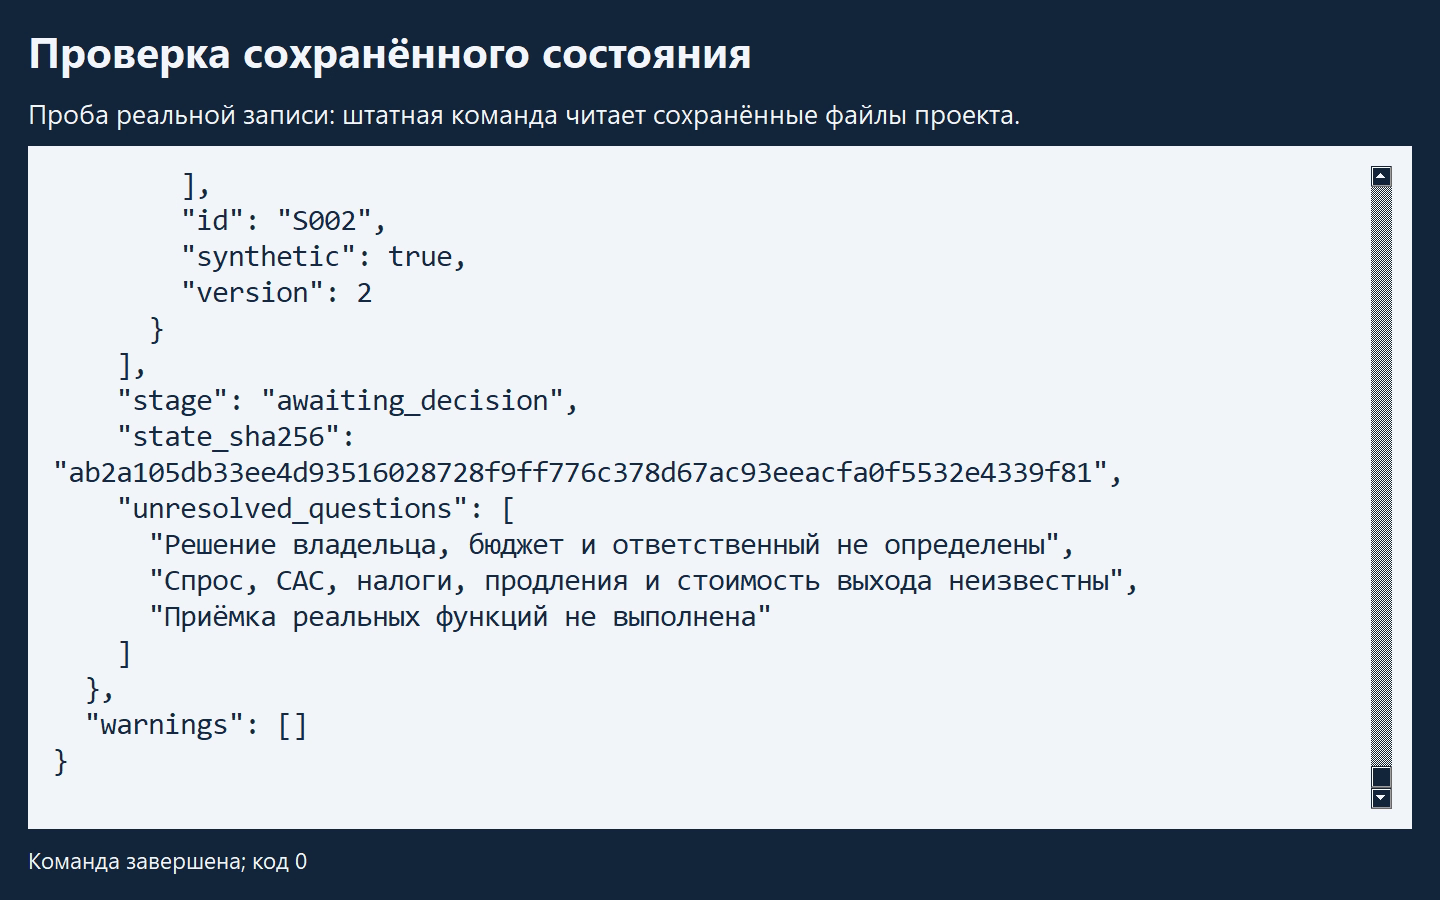 Проверка сохранённого состояния
Проба реальной записи: штатная команда читает сохранённые файлы проекта.
],
"id": "S002",
"synthetic": true,
"version": 2
}
],
"stage": "awaiting_decision",
"state_sha256":
"ab2a105db33ee4d93516028728f9ff776c378d67ac93eeacfa0f5532e4339f81",
"unresolved_questions": [
"Решение владельца, бюджет и ответственный не определены",
"Спрос, CAC, налоги, продления и стоимость выхода неизвестны",
"Приёмка реальных функций не выполнена"
]
},
"warnings": []
}
Команда завершена; код 0